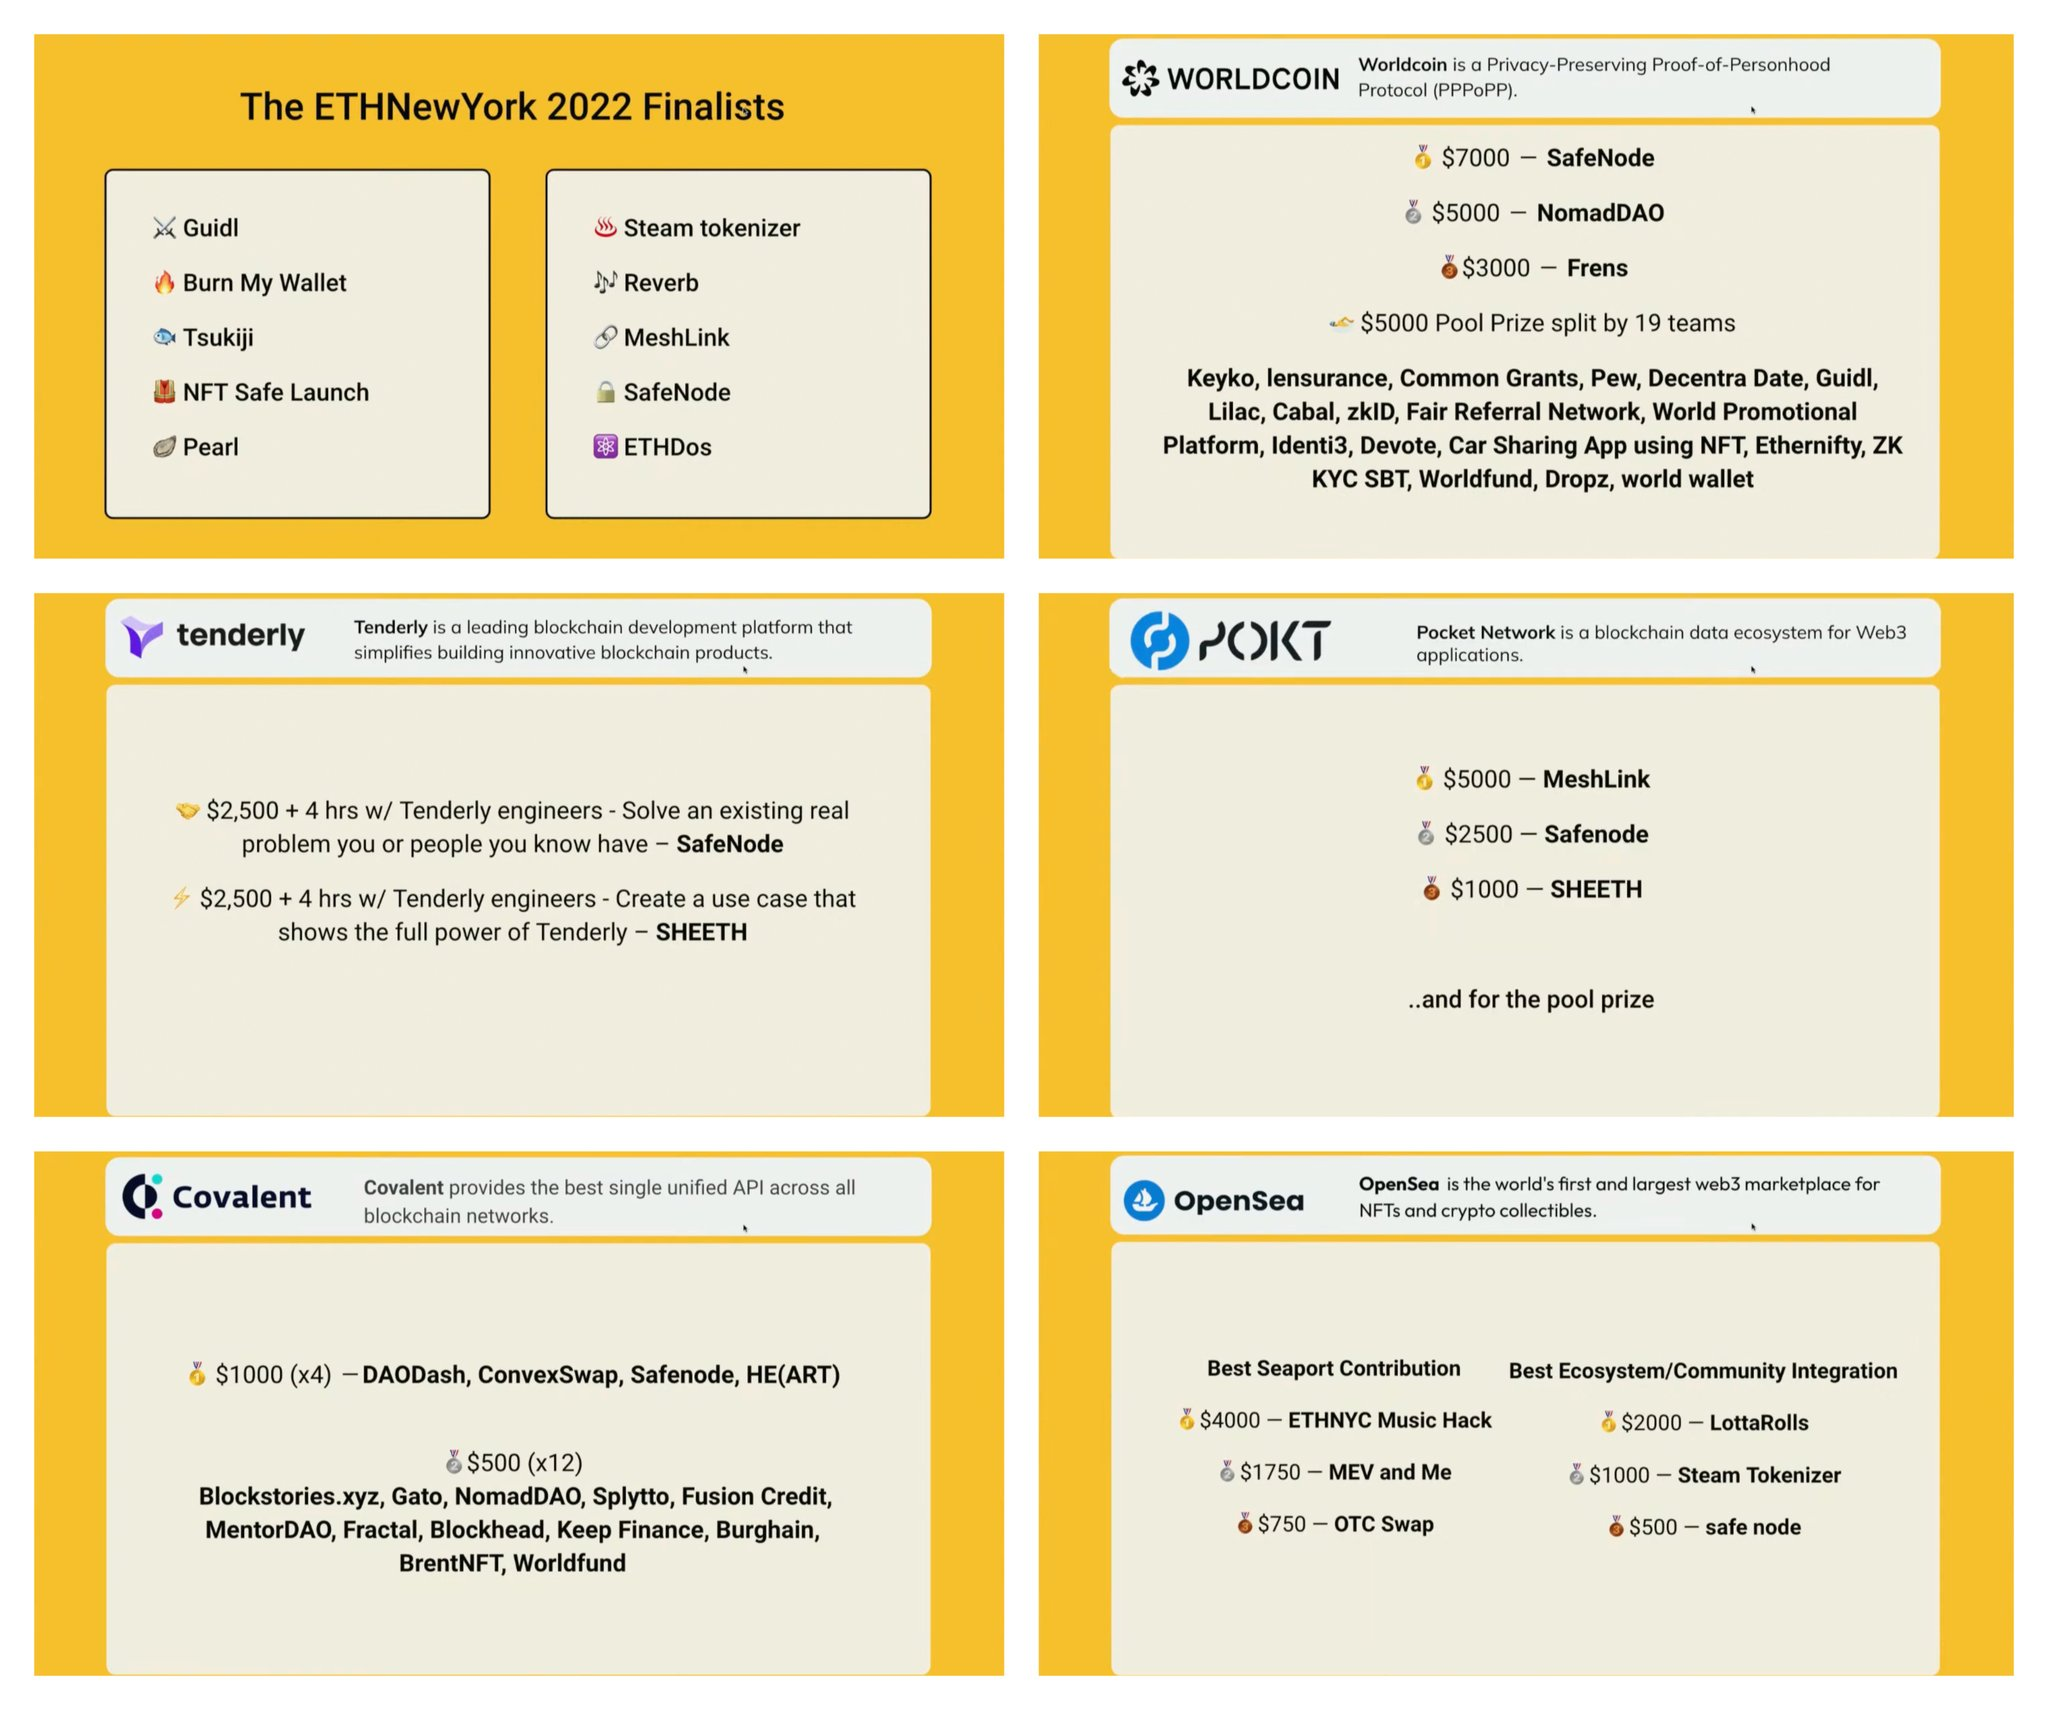 The ETHNewYork 2022 Finalists
Guidl
Burn My Wallet
Tsukiji
NFT Safe Launch
Pearl
Steam tokenizer
Reverb
MeshLink
SafeNode
ETHDos
WORLDCOIN
Worldcoin is a Privacy-Preserving Proof-of-Personhood
Protocol (PPPoPP).
$7000 — SafeNode
$5000 — NomadDAO
$3000 — Frens
$5000 Pool Prize split by 19 teams
Keyko, lensurance, Common Grants, Pew, Decentra Date, Guidl,
Lilac, Cabal, zkID, Fair Referral Network, World Promotional
Platform, Identi3, Devote, Car Sharing App using NFT, Ethernifty, ZK
KYC SBT, Worldfund, Dropz, world wallet
tenderly
Tenderly is a leading blockchain development platform that
simplifies building innovative blockchain products.
$2,500 + 4 hrs w/ Tenderly engineers - Solve an existing real
problem you or people you know have – SafeNode
⚡ $2,500 + 4 hrs w/ Tenderly engineers - Create a use case that
shows the full power of Tenderly – SHEETH
POKT
Pocket Network is a blockchain data ecosystem for Web3
applications.
$5000 — MeshLink
$2500 — Safenode
$1000 — SHEETH
..and for the pool prize
Covalent
Covalent provides the best single unified API across all
blockchain networks.
$1000 (x4) —DAODash, ConvexSwap, Safenode, HE(ART)
$500 (x12)
Blockstories.xyz, Gato, NomadDAO, Splytto, Fusion Credit,
MentorDAO, Fractal, Blockhead, Keep Finance, Burghain,
BrentNFT, Worldfund
OpenSea
OpenSea is the world's first and largest web3 marketplace for
NFTs and crypto collectibles.
Best Seaport Contribution
$4000 — ETHNYC Music Hack
$1750 — MEV and Me
$750 — OTC Swap
Best Ecosystem/Community Integration
$2000 — LottaRolls
$1000 — Steam Tokenizer
$500 — safe node